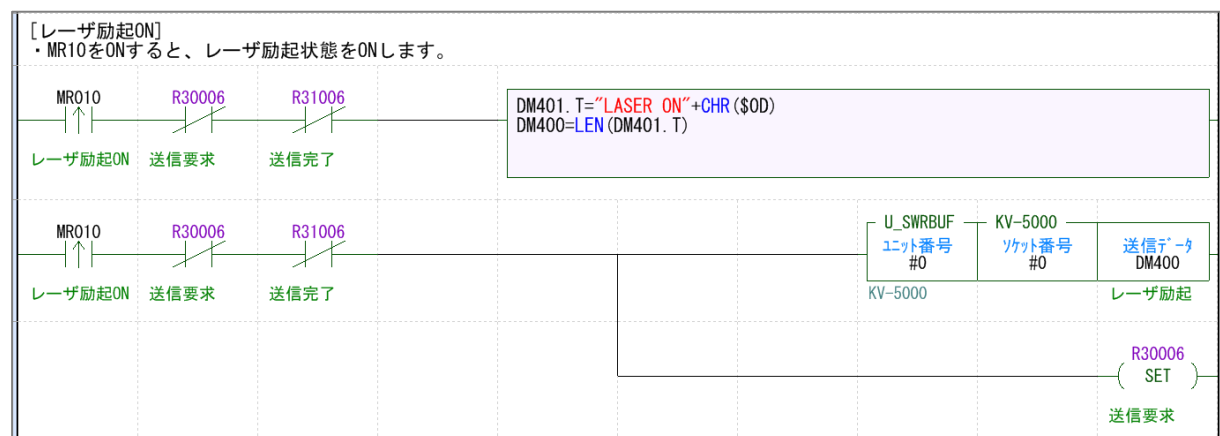 [レーザ励起ON]
・MR10をONすると、レーザ励起状態をONします。
MR010 R30006 R31006
DM401.T="LASER ON"+CHR($0D)
DM400=LEN(DM401.T)
レーザ励起ON 送信要求 送信完了
MR010 R30006 R31006
U_SWRBUF KV-5000
ﾕﾆｯﾄ番号 ｿｹｯﾄ番号 送信ﾃﾞｰﾀ
#0 #0 DM400
レーザ励起ON 送信要求 送信完了
KV-5000 レーザ励起
R30006
SET
送信要求